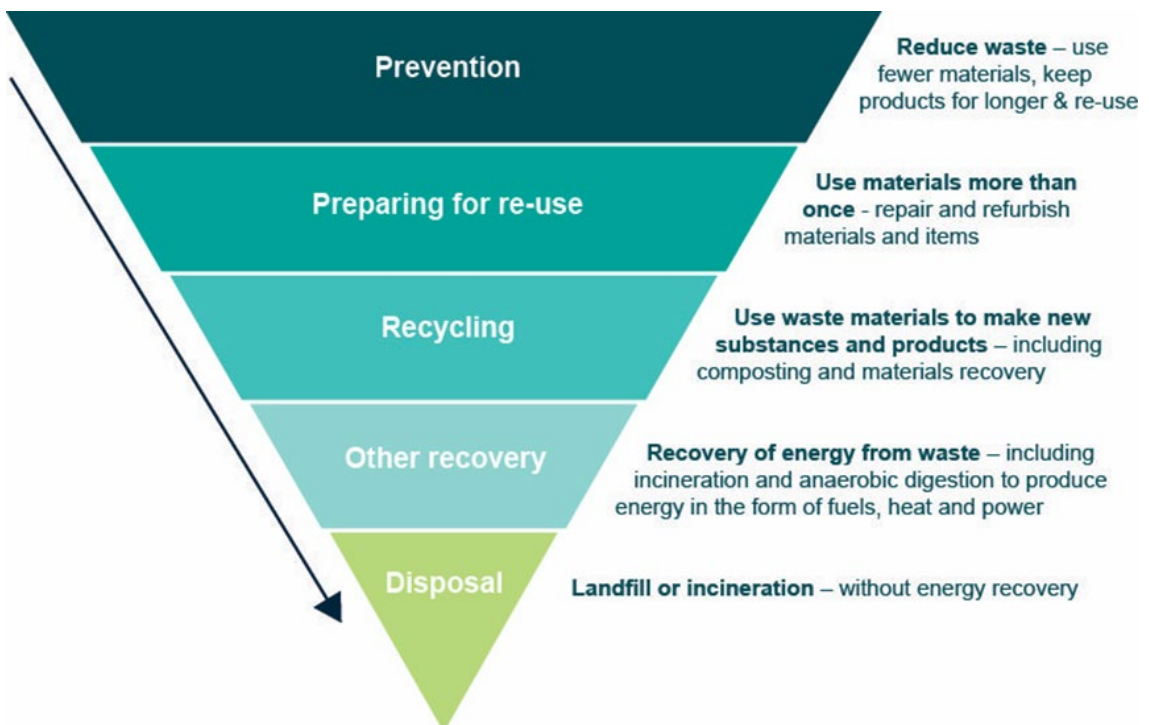 Prevention
Reduce waste – use
fewer materials, keep
products for longer & re-use
Preparing for re-use
Use materials more than
once - repair and refurbish
materials and items
Recycling
Use waste materials to make new
substances and products – including
composting and materials recovery
Other recovery
Recovery of energy from waste – including
incineration and anaerobic digestion to produce
energy in the form of fuels, heat and power
Disposal
Landfill or incineration – without energy recovery